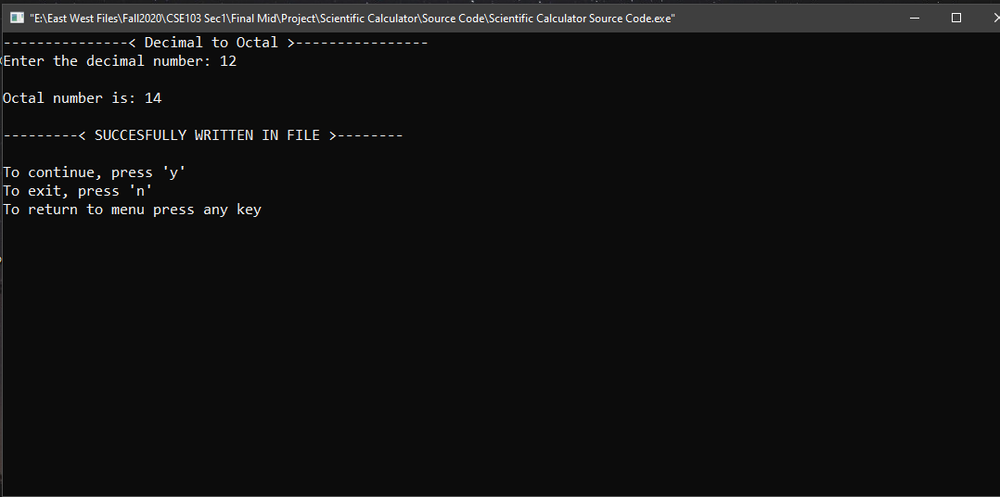 "E:\East West Files\Fall2020\CSE103 Sec1\Final Mid\Project\Scientific Calculator\Source Code\Scientific Calculator Source Code.exe"
---------------< Decimal to Octal >----------------
Enter the decimal number: 12
Octal number is: 14
---------< SUCCESFULLY WRITTEN IN FILE >--------
To continue, press 'y'
To exit, press 'n'
To return to menu press any key